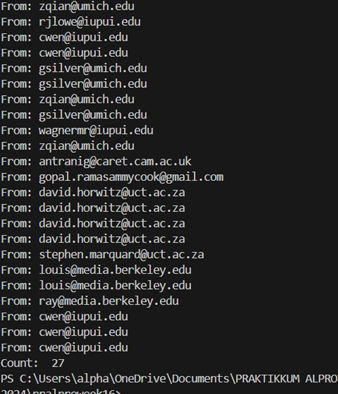 From: zqian@umich.edu
From: rjlowe@iupui.edu
From: cwen@iupui.edu
From: cwen@iupui.edu
From: gsilver@umich.edu
From: gsilver@umich.edu
From: zqian@umich.edu
From: gsilver@umich.edu
From: wagnermr@iupui.edu
From: zqian@umich.edu
From: antranig@caret.cam.ac.uk
From: gopal.ramasammycook@gmail.com
From: david.horwitz@uct.ac.za
From: david.horwitz@uct.ac.za
From: david.horwitz@uct.ac.za
From: david.horwitz@uct.ac.za
From: stephen.marquard@uct.ac.za
From: louis@media.berkeley.edu
From: louis@media.berkeley.edu
From: ray@media.berkeley.edu
From: cwen@iupui.edu
From: cwen@iupui.edu
From: cwen@iupui.edu
Count:  27
PS C:\Users\alpha\OneDrive\Documents\PRAKTIKKUM ALPRO